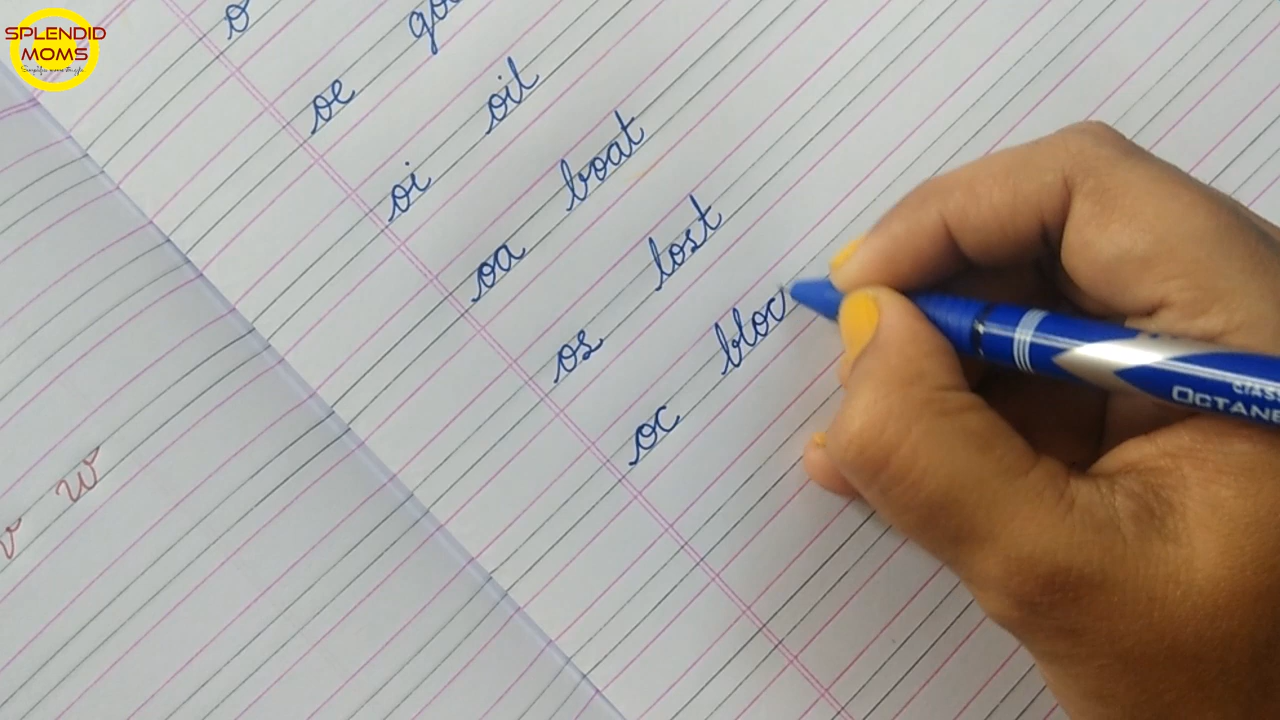 SPLENDID
MOMS
o
oe
oi oil
oa boat
os lost
oc bloc
v w
OCTANE